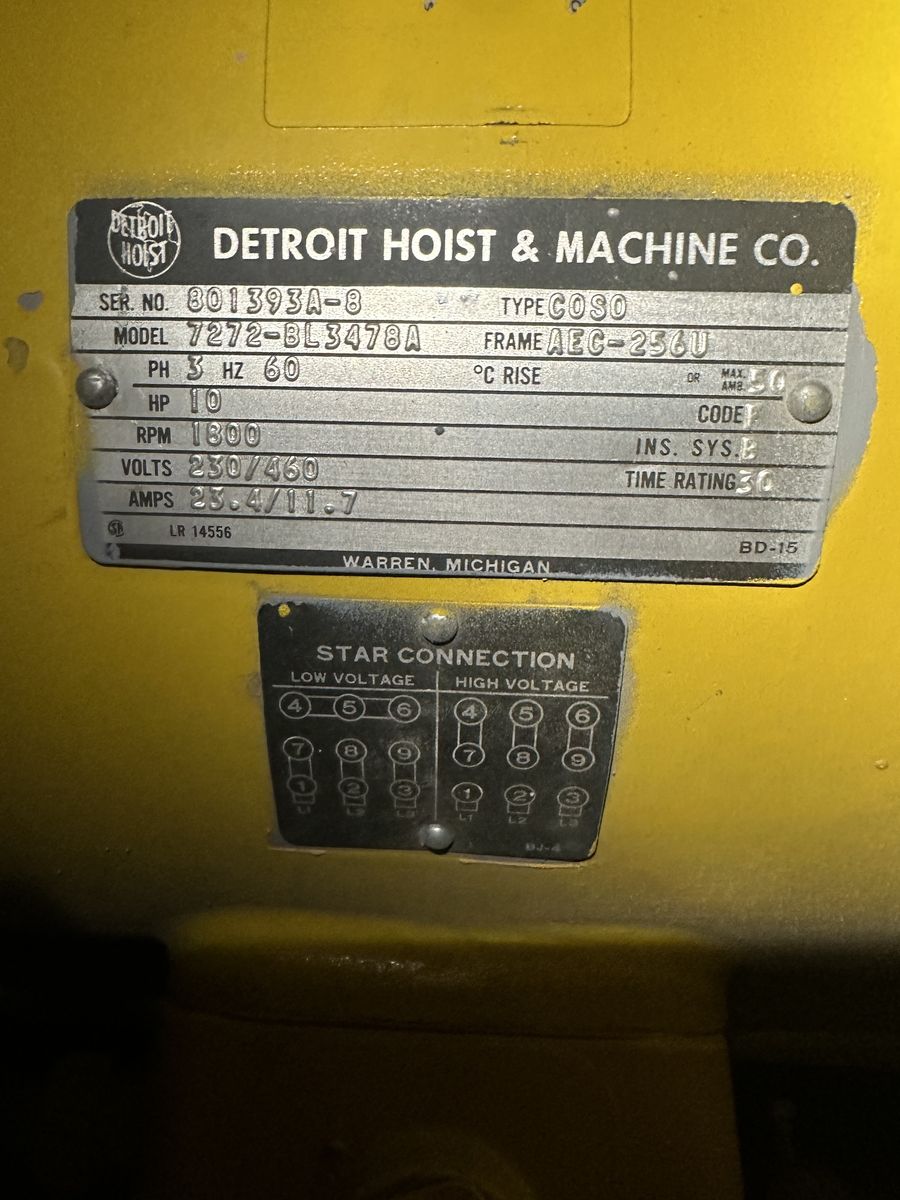 DETROIT HOIST
DETROIT HOIST & MACHINE CO.
SER. NO. 801393A-8 TYPE COSO
MODEL 7272-BL3478A FRAME AEC-256U
PH 3 HZ 60 °C RISE OR MAX. AMB. 50
HP 10 CODE F
RPM 1800 INS. SYS. B
VOLTS 230/460 TIME RATING 30
AMPS 23.4/11.7
SA LR 14556 BD-15
WARREN, MICHIGAN
STAR CONNECTION
LOW VOLTAGE HIGH VOLTAGE
4 5 6 4 5 6
7 8 9 7 8 9
1 2 3 1 2 3
L1 L2 L3 L1 L2 L3
BJ-4